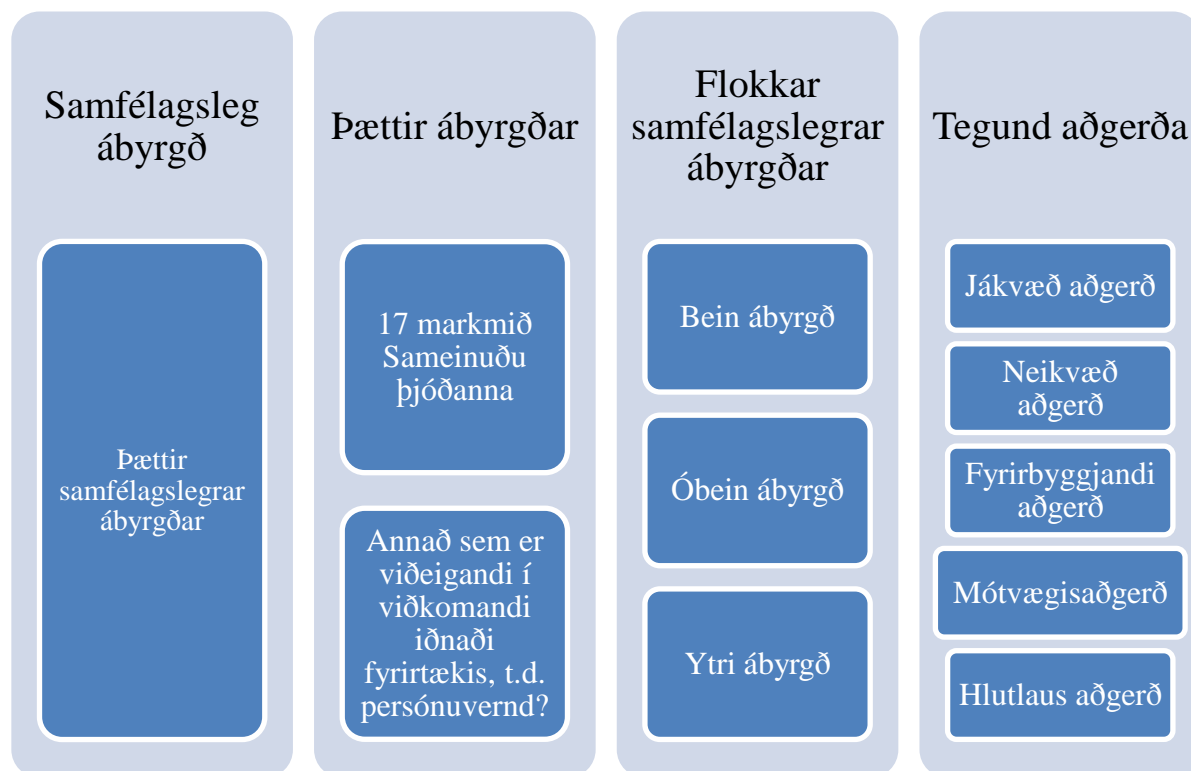 Samfélagsleg
ábyrgð
Þættir
samfélagslegrar
ábyrgðar
Þættir ábyrgðar
17 markmið
Sameinuðu
þjóðanna
Annað sem er
viðeigandi í
viðkomandi
iðnaði
fyrirtækis, t.d.
persónuvernd?
Flokkar
samfélagslegrar
ábyrgðar
Bein ábyrgð
Óbein ábyrgð
Ytri ábyrgð
Tegund aðgerða
Jákvæð aðgerð
Neikvæð
aðgerð
Fyrirbyggjandi
aðgerð
Mótvægisaðgerð
Hlutlaus aðgerð